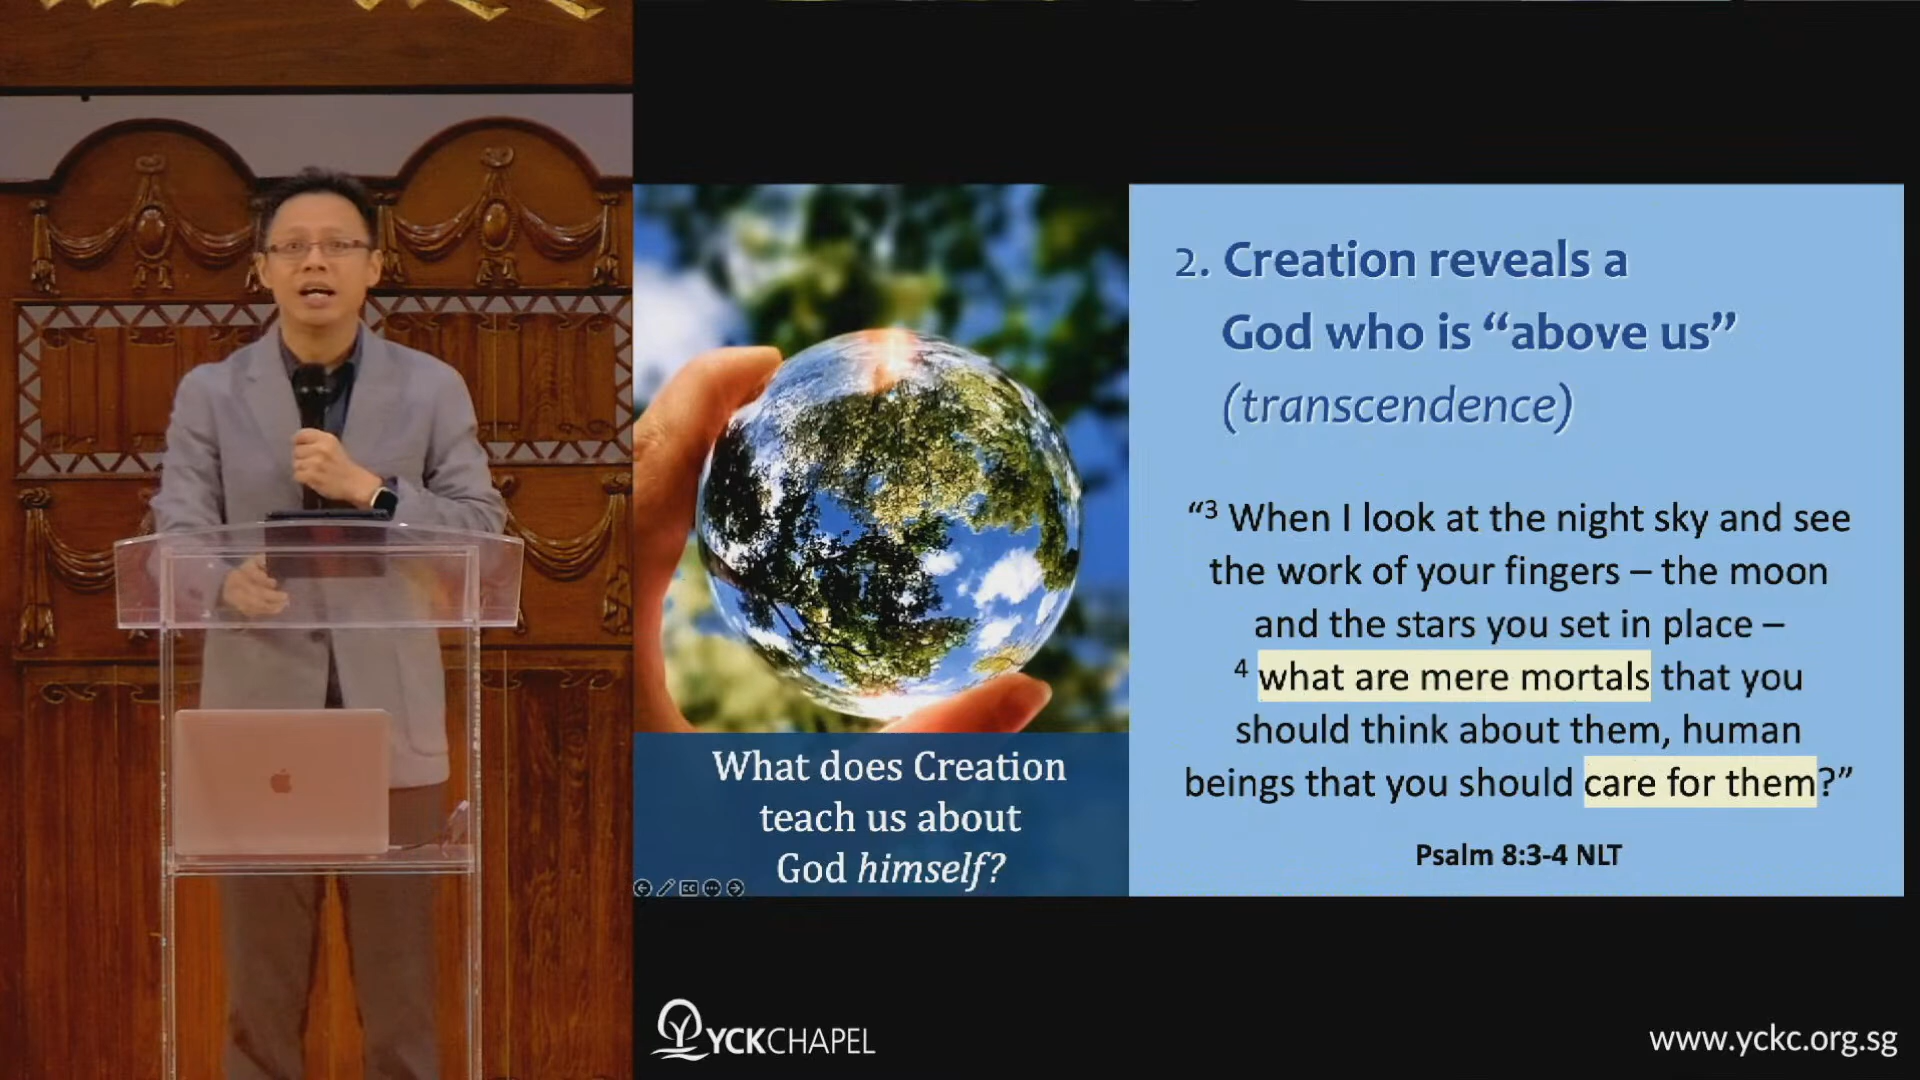 What does Creation
teach us about
God himself?
2. Creation reveals a
God who is “above us”
(transcendence)
“3 When I look at the night sky and see
the work of your fingers – the moon
and the stars you set in place –
4 what are mere mortals that you
should think about them, human
beings that you should care for them?”
Psalm 8:3-4 NLT
YCKCHAPEL
www.yckc.org.sg